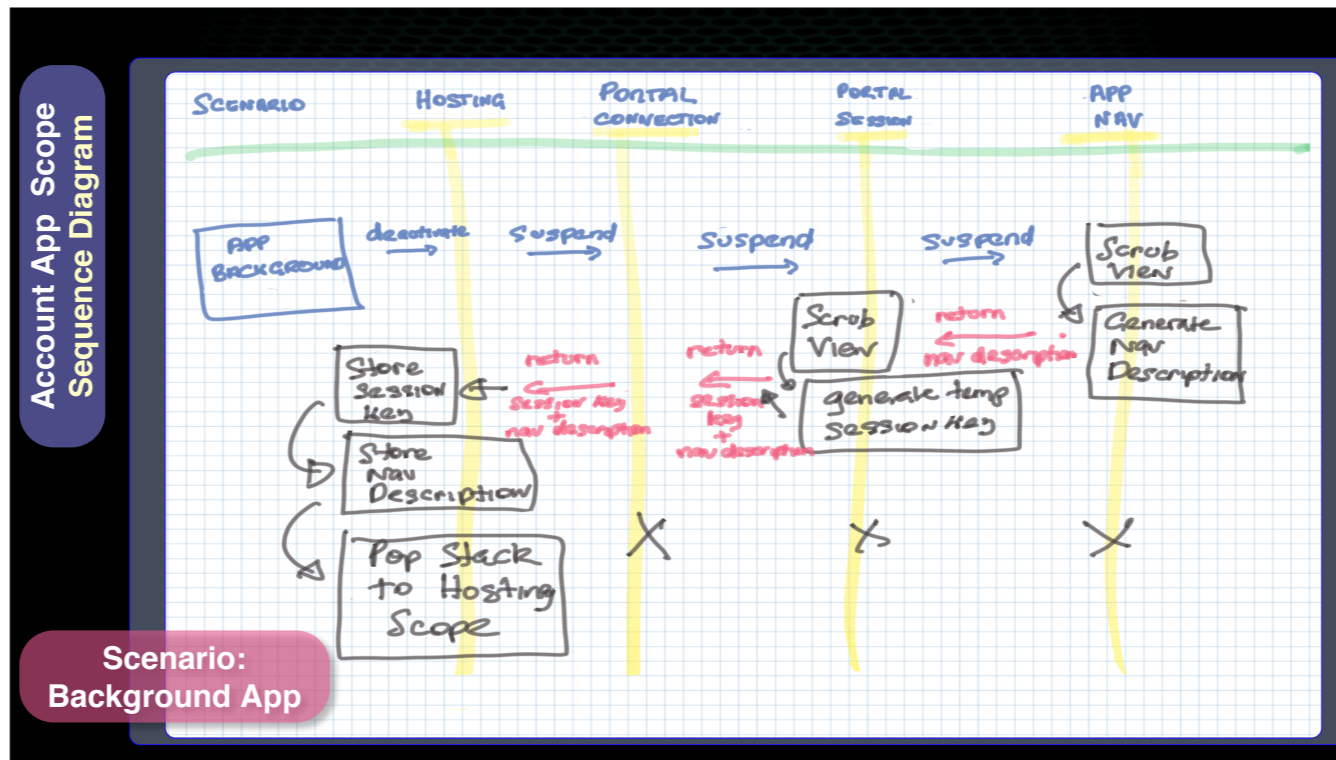 Account App Scope
Sequence Diagram
SCENARIO
HOSTING
PORTAL
CONNECTION
PORTAL
SESSION
APP
NAV
APP
BACKGROUND
deactivate
Suspend
Suspend
Suspend
Scrub
View
Generate
Nav
Description
return
nav description
Scrub
View
generate temp
session key
return
session
key
+
nav description
return
session key
+
nav description
Store
Session
Key
Store
Nav
Description
Pop Stack
to Hosting
Scope
X
X
X
Scenario:
Background App